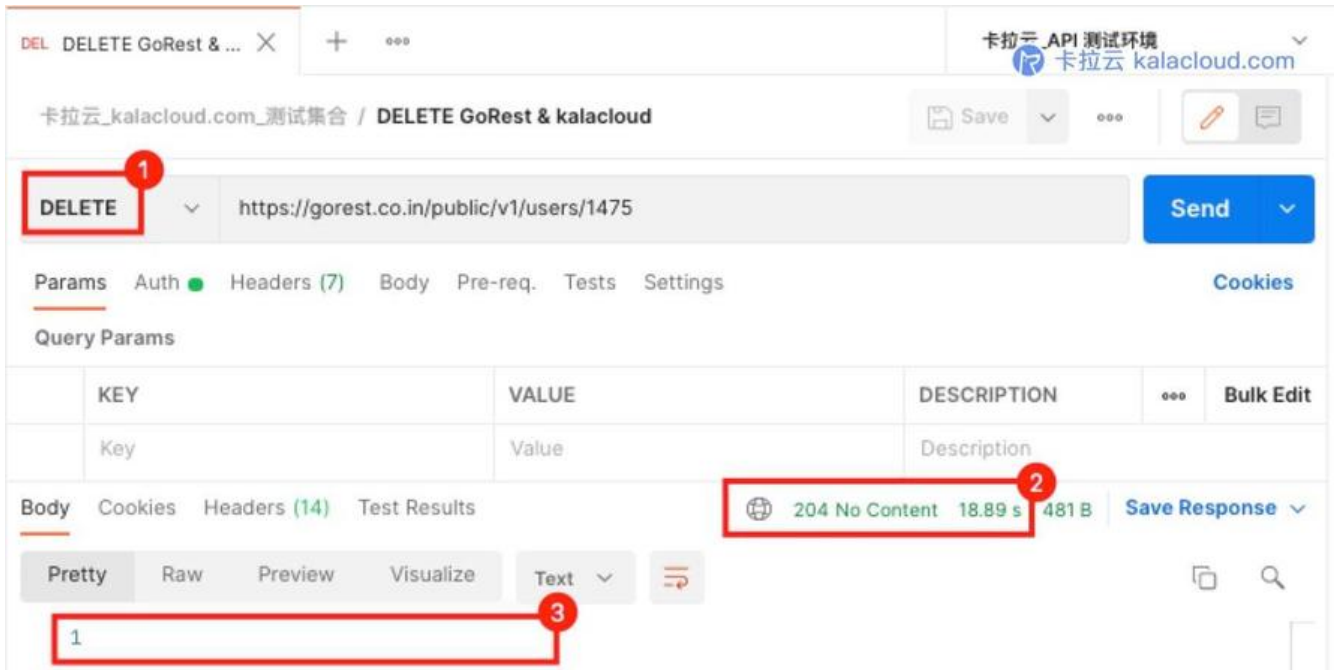 DEL DELETE GoRest & ... 卡拉云_API 测试环境
卡拉云 kalacloud.com
卡拉云_kalacloud.com_测试集合 / DELETE GoRest & kalacloud Save
1
DELETE https://gorest.co.in/public/v1/users/1475 Send
Params Auth Headers (7) Body Pre-req. Tests Settings Cookies
Query Params
KEY VALUE DESCRIPTION Bulk Edit
Key Value Description
2
Body Cookies Headers (14) Test Results 204 No Content 18.89 s 481 B Save Response
Pretty Raw Preview Visualize Text
3
1